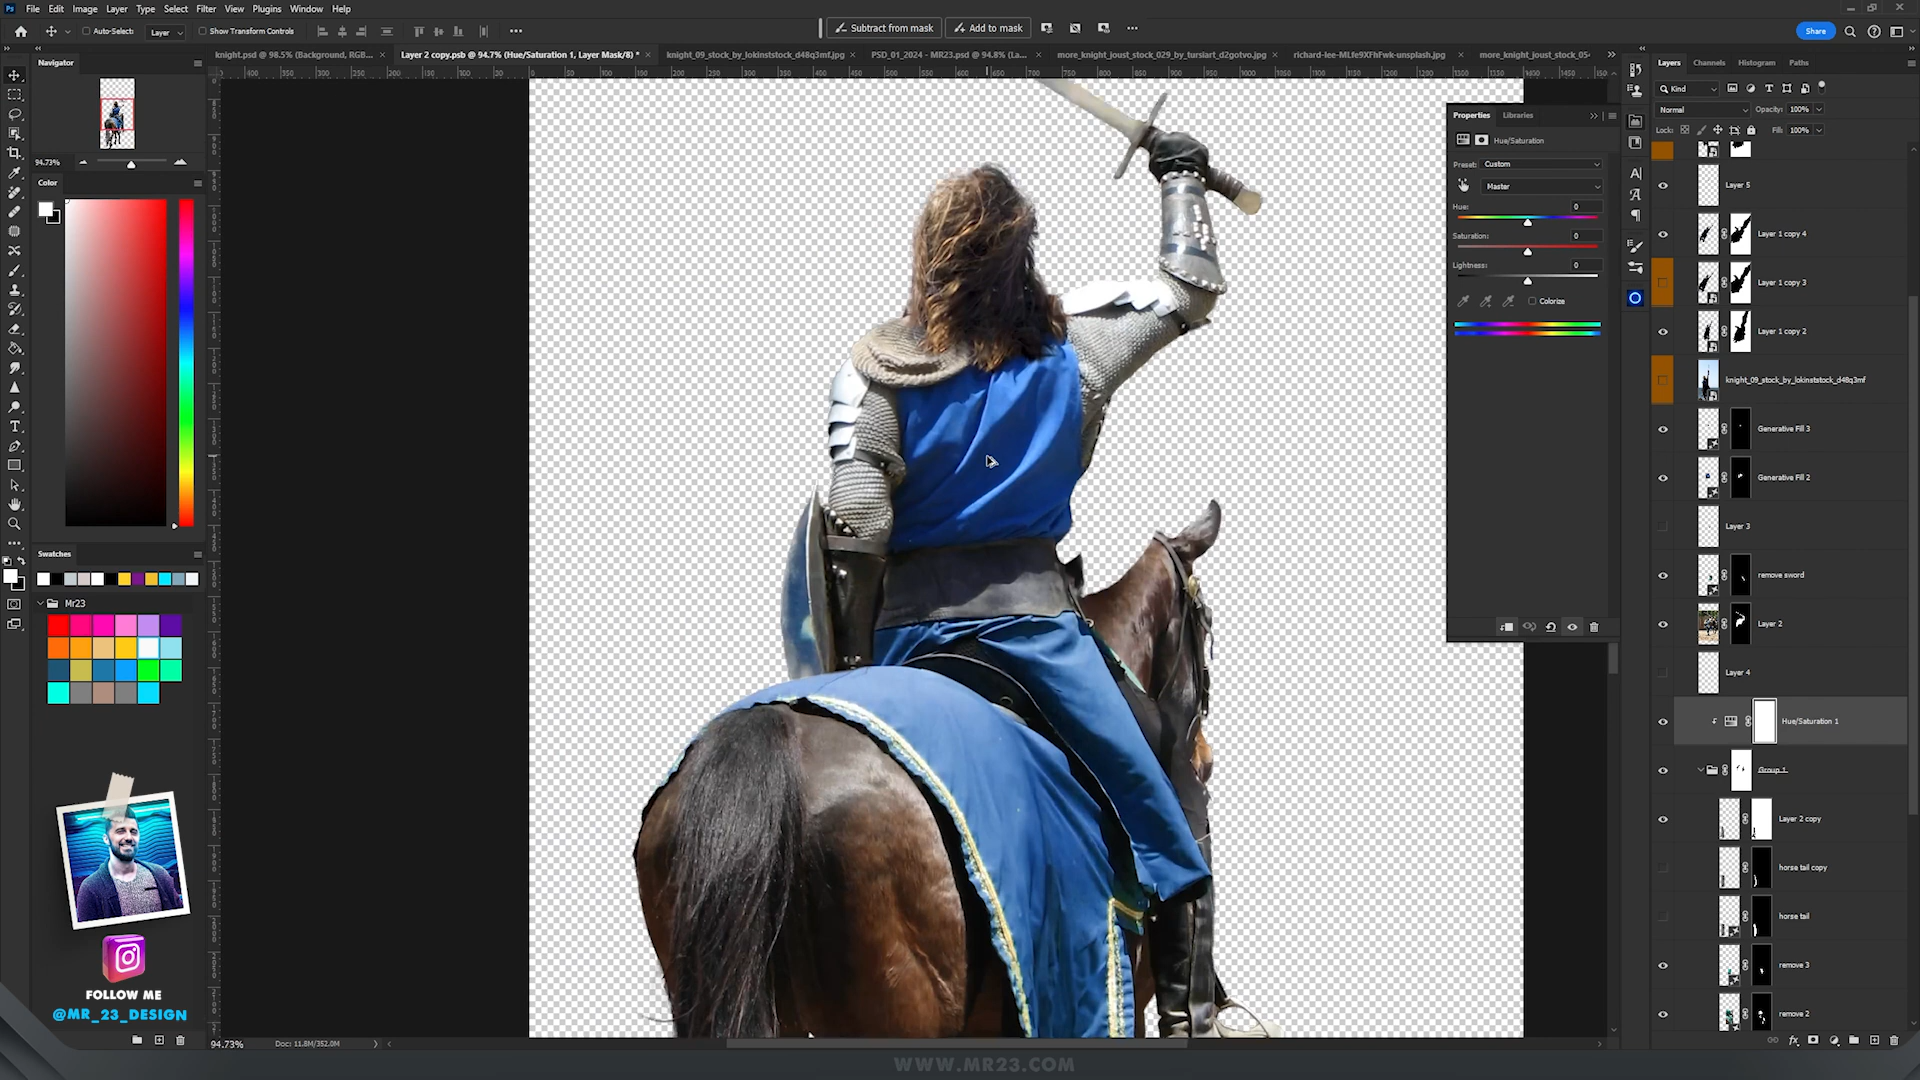 File Edit Image Layer Type Select Filter View Plugins Window Help
Auto-Select: Layer Show Transform Controls
Subtract from mask Add to mask
Share
knight.psd @ 98.5% (Background, RGB...
Layer 2 copy.psb @ 94.7% (Hue/Saturation 1, Layer Mask/8) *
knight_09_stock_by_lokinststock_d48q3mf.jpg
PSD_01_2024 - MR23.psd @ 94.8% (La...
more_knight_joust_stock_029_by_tursiart_d2gotvo.jpg
richard-lee-MLfe9XFhFwk-unsplash.jpg
more_knight_joust_stock_05
Navigator
94.73%
Color
Swatches
Mr23
FOLLOW ME
@MR_23_DESIGN
Properties Libraries
Hue/Saturation
Preset: Custom
Master
Hue: 0
Saturation: 0
Lightness: 0
Colorize
Layers Channels Histogram Paths
Kind
Normal Opacity: 100%
Lock: Fill: 100%
Layer 5
Layer 1 copy 4
Layer 1 copy 3
Layer 1 copy 2
knight_09_stock_by_lokinststock_d48q3mf
Generative Fill 3
Generative Fill 2
Layer 3
remove sword
Layer 2
Layer 4
Hue/Saturation 1
Group 1
Layer 2 copy
horse tail copy
horse tail
remove 3
remove 2
94.73% Doc: 11.8M/352.0M
WWW.MR23.COM